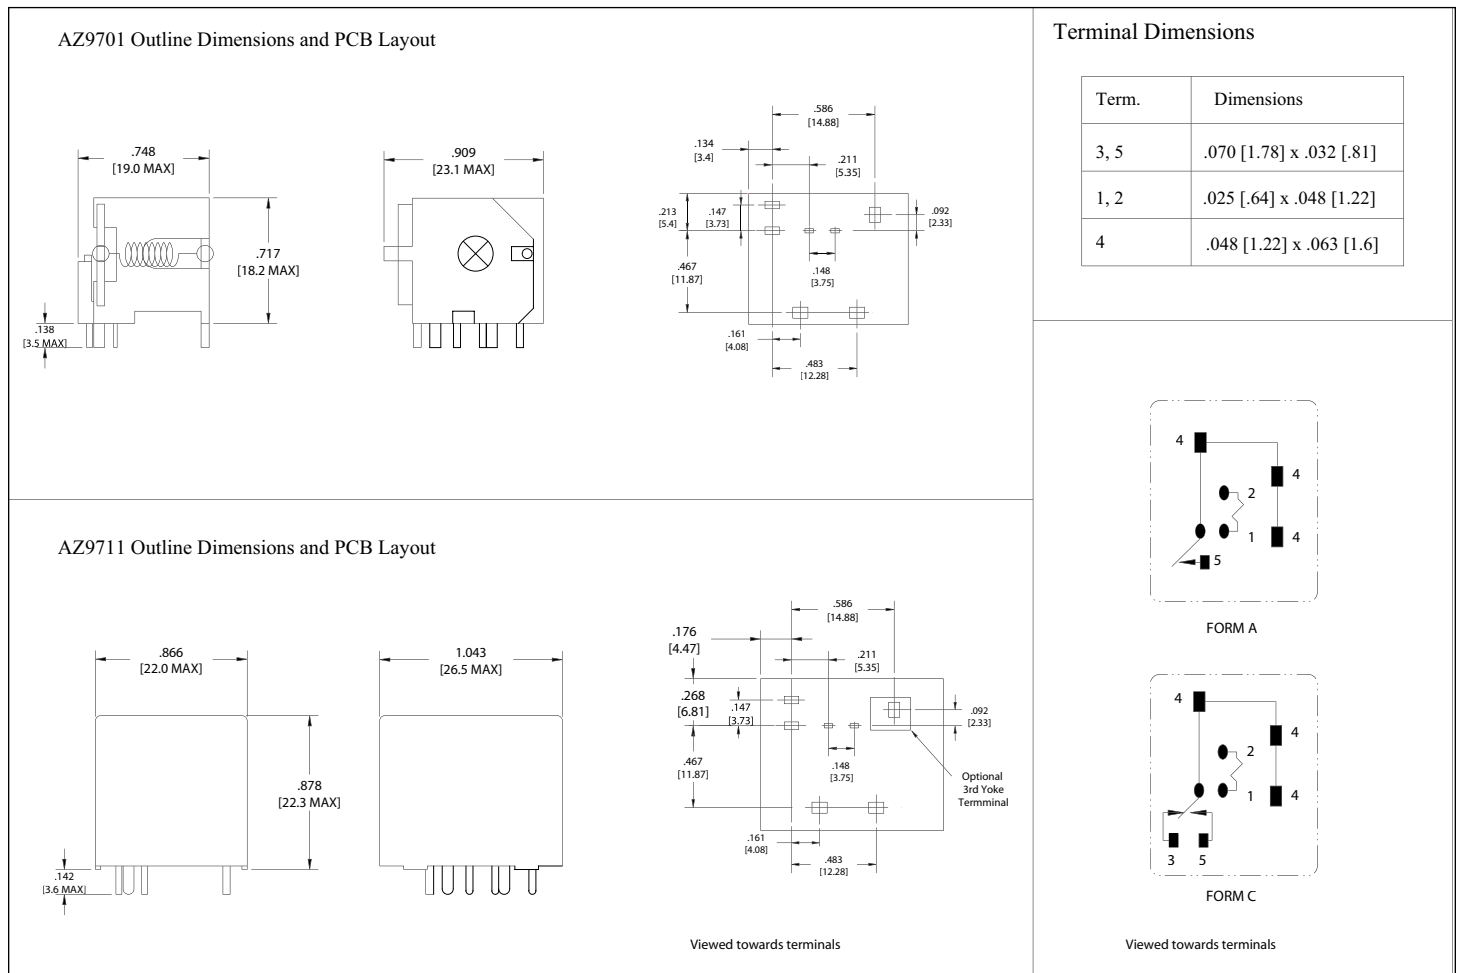 AZ9701 Outline Dimensions and PCB Layout
.748
[19.0 MAX]
.717
[18.2 MAX]
.138
[3.5 MAX]
.909
[23.1 MAX]
.586
[14.88]
.134
[3.4]
.211
[5.35]
.213
[5.4]
.147
[3.73]
.092
[2.33]
.467
[11.87]
.148
[3.75]
.161
[4.08]
.483
[12.28]
AZ9711 Outline Dimensions and PCB Layout
.866
[22.0 MAX]
.878
[22.3 MAX]
.142
[3.6 MAX]
1.043
[26.5 MAX]
.586
[14.88]
.176
[4.47]
.211
[5.35]
.268
[6.81]
.147
[3.73]
.092
[2.33]
.467
[11.87]
.148
[3.75]
Optional
3rd Yoke
Termminal
.161
[4.08]
.483
[12.28]
Viewed towards terminals
Terminal Dimensions
Term. Dimensions
3, 5 .070 [1.78] x .032 [.81]
1, 2 .025 [.64] x .048 [1.22]
4 .048 [1.22] x .063 [1.6]
4
4
2
1
4
5
FORM A
4
4
2
1
4
3
5
FORM C
Viewed towards terminals